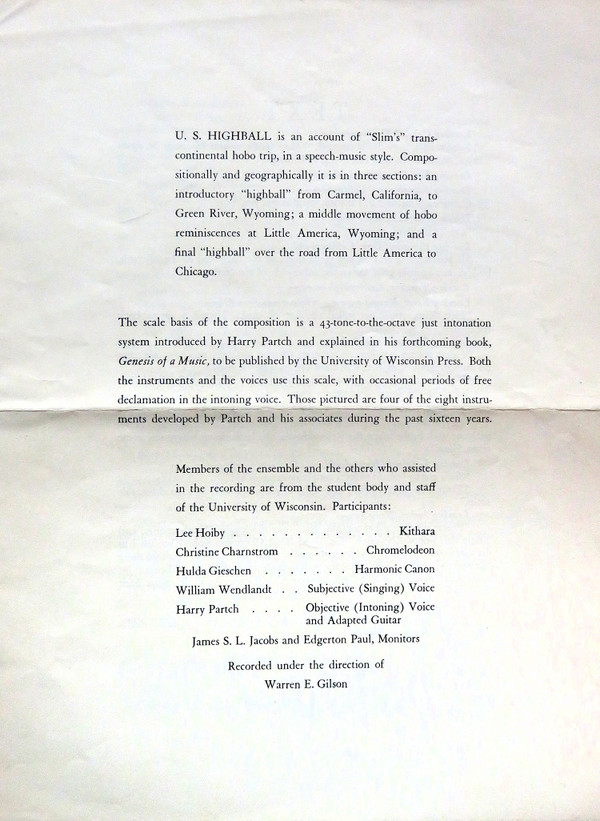 U. S. HIGHBALL is an account of "Slim's" trans-
continental hobo trip, in a speech-music style. Compo-
sitionally and geographically it is in three sections: an
introductory "highball" from Carmel, California, to
Green River, Wyoming; a middle movement of hobo
reminiscences at Little America, Wyoming; and a
final "highball" over the road from Little America to
Chicago.
The scale basis of the composition is a 43-tone-to-the-octave just intonation
system introduced by Harry Partch and explained in his forthcoming book,
Genesis of a Music, to be published by the University of Wisconsin Press. Both
the instruments and the voices use this scale, with occasional periods of free
declamation in the intoning voice. Those pictured are four of the eight instru-
ments developed by Partch and his associates during the past sixteen years.
Members of the ensemble and the others who assisted
in the recording are from the student body and staff
of the University of Wisconsin. Participants:
Lee Hoiby . . . . . . . . . . . . . Kithara
Christine Charnstrom . . . . . . Chromelodeon
Hulda Gieschen . . . . . . . Harmonic Canon
William Wendlandt . . Subjective (Singing) Voice
Harry Partch . . . . Objective (Intoning) Voice
and Adapted Guitar
James S. L. Jacobs and Edgerton Paul, Monitors
Recorded under the direction of
Warren E. Gilson